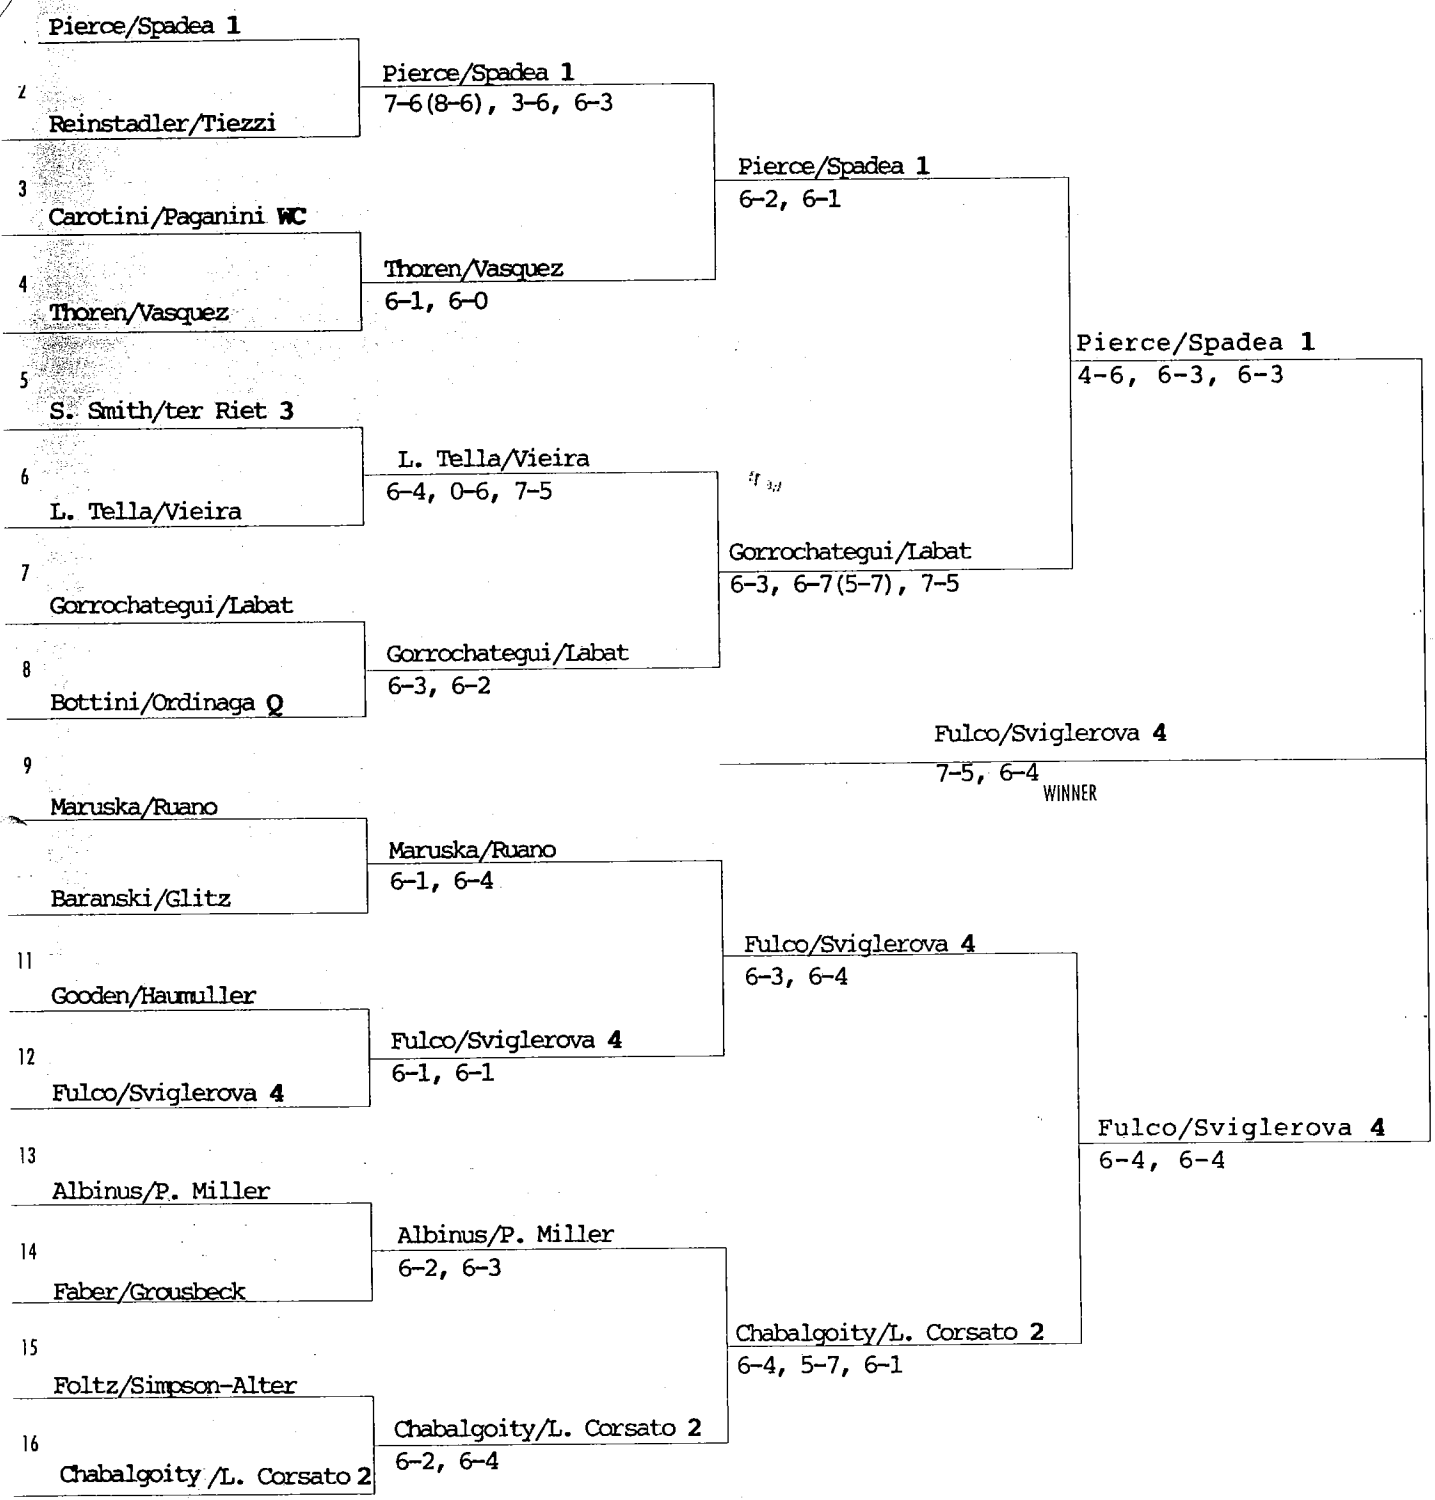 Pierce/Spadea 1
2
Reinstadler/Tiezzi
3
Carotini/Paganini WC
4
Thoren/Vasquez
5
S. Smith/ter Riet 3
6
L. Tella/Vieira
7
Gorrochategui/Labat
8
Bottini/Ordinaga Q
9
Maruska/Ruano
Baranski/Glitz
11
Gooden/Haumuller
12
Fulco/Sviglerova 4
13
Albinus/P. Miller
14
Faber/Grousbeck
15
Foltz/Simpson-Alter
16
Chabalgoity/L. Corsato 2
Pierce/Spadea 1
7-6(8-6), 3-6, 6-3
Thoren/Vasquez
6-1, 6-0
L. Tella/Vieira
6-4, 0-6, 7-5
Gorrochategui/Labat
6-3, 6-2
Maruska/Ruano
6-1, 6-4
Fulco/Sviglerova 4
6-1, 6-1
Albinus/P. Miller
6-2, 6-3
Chabalgoity/L. Corsato 2
6-2, 6-4
Pierce/Spadea 1
6-2, 6-1
Gorrochategui/Labat
6-3, 6-7(5-7), 7-5
Fulco/Sviglerova 4
6-3, 6-4
Chabalgoity/L. Corsato 2
6-4, 5-7, 6-1
Pierce/Spadea 1
4-6, 6-3, 6-3
Fulco/Sviglerova 4
6-4, 6-4
Fulco/Sviglerova 4
7-5, 6-4
WINNER